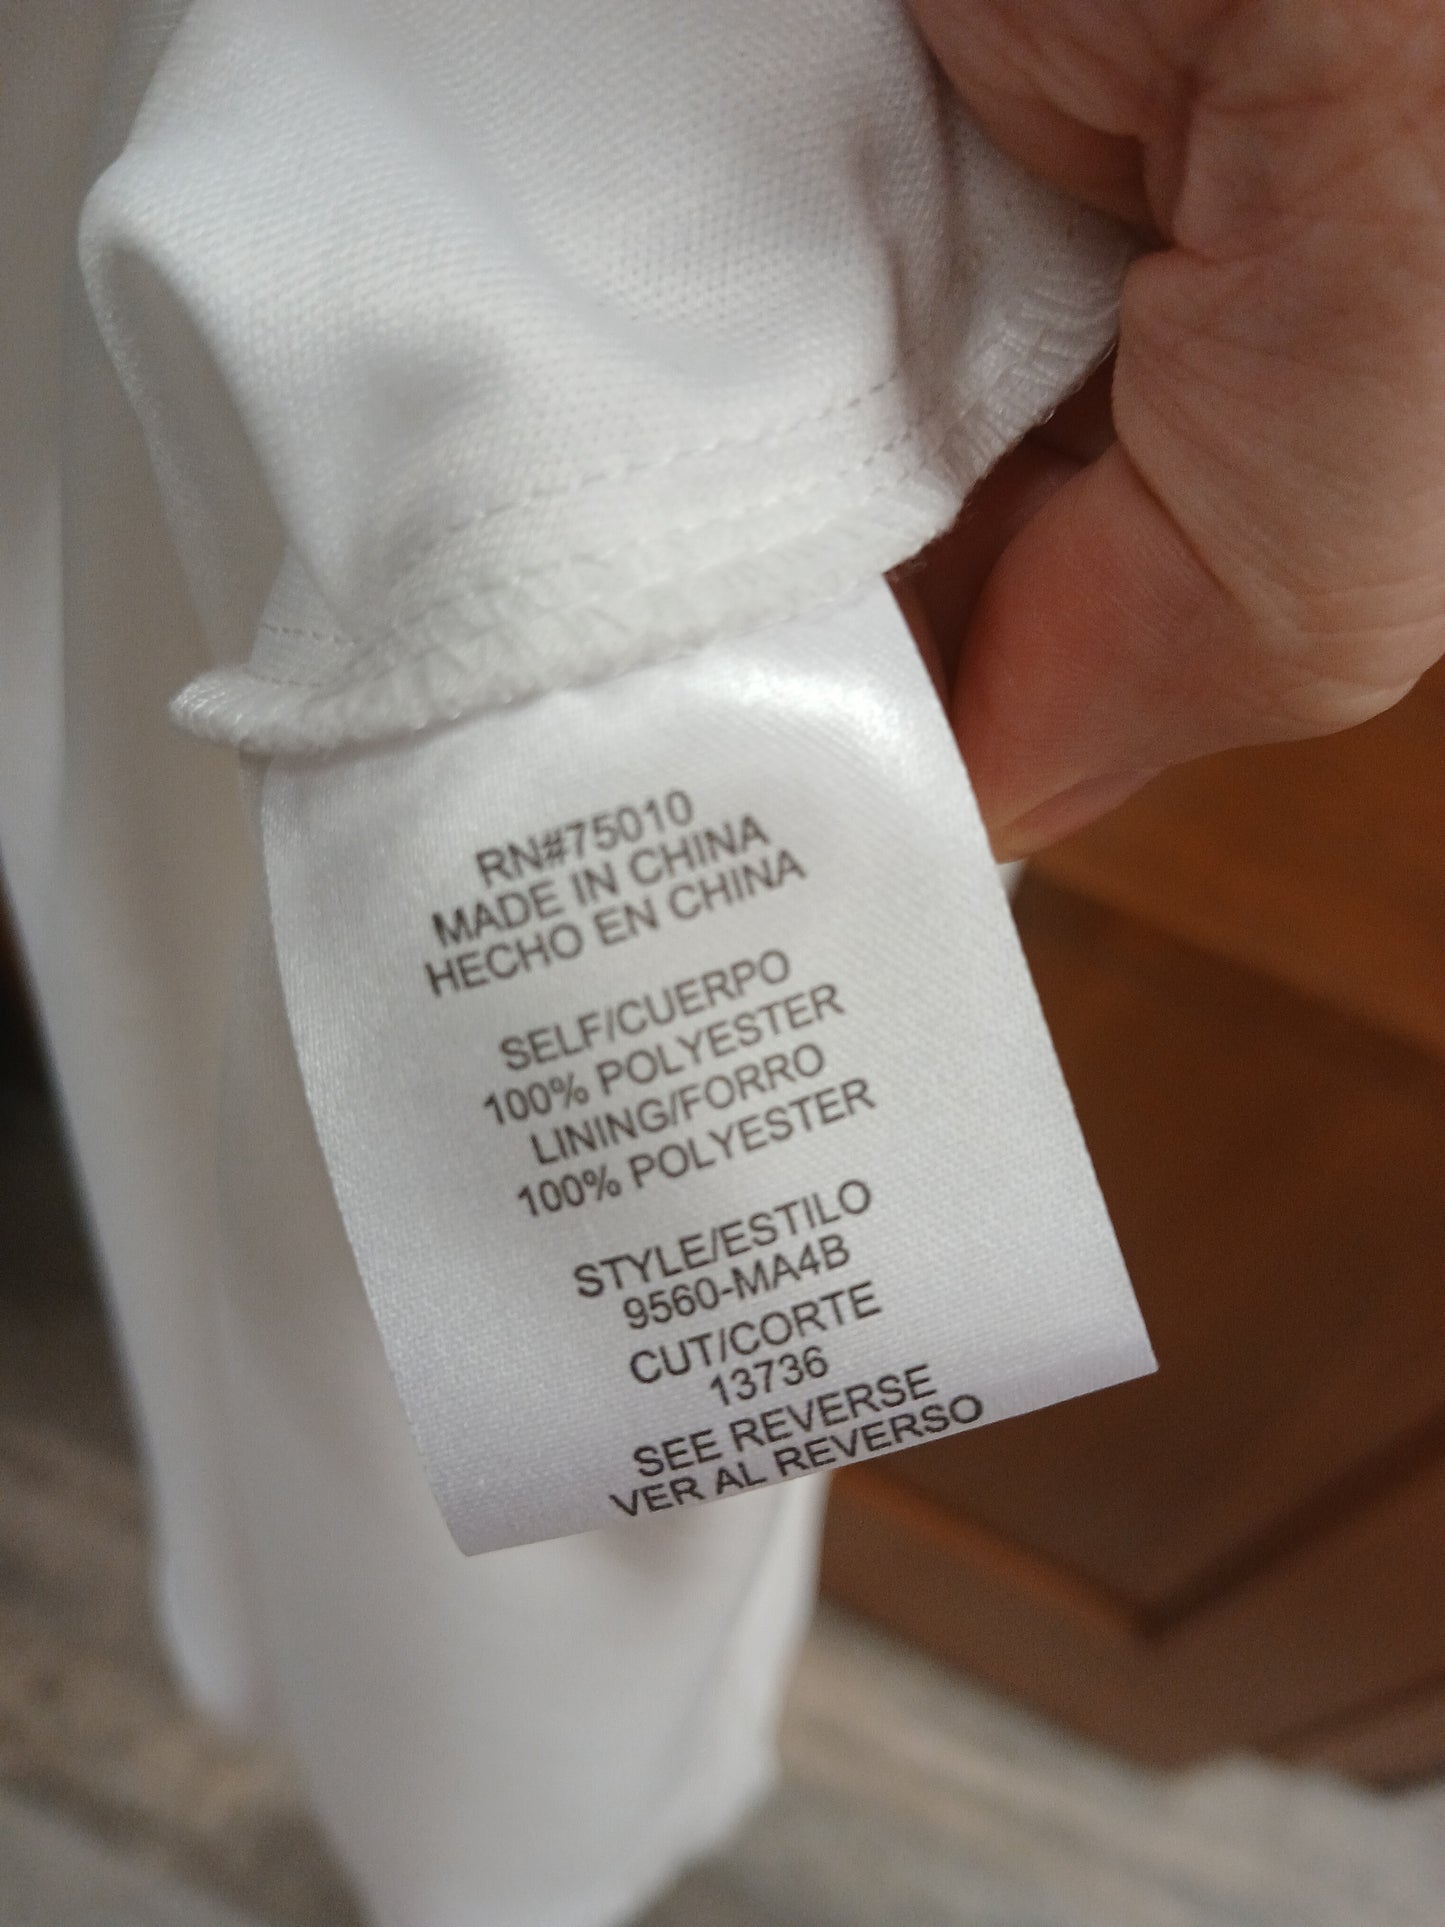 RN#75010
MADE IN CHINA
HECHO EN CHINA
SELF/CUERPO
100% POLYESTER
LINING/FORRO
100% POLYESTER
STYLE/ESTILO
9560-MA4B
CUT/CORTE
13736
SEE REVERSE
VER AL REVERSO